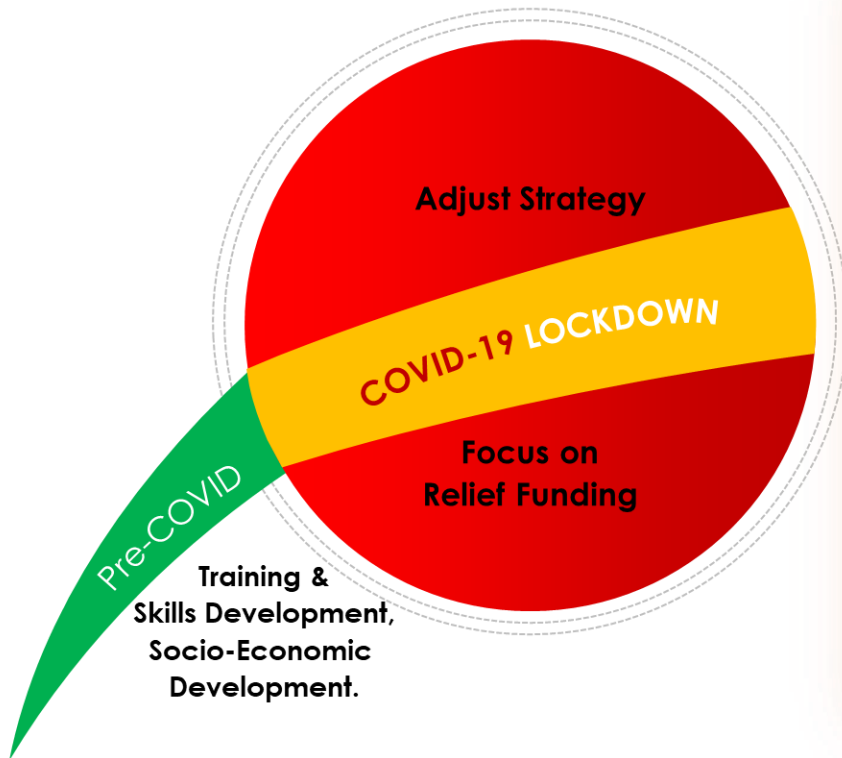 Adjust Strategy
COVID-19 LOCKDOWN
Focus on
Relief Funding
Pre-COVID
Training &
Skills Development,
Socio-Economic
Development.